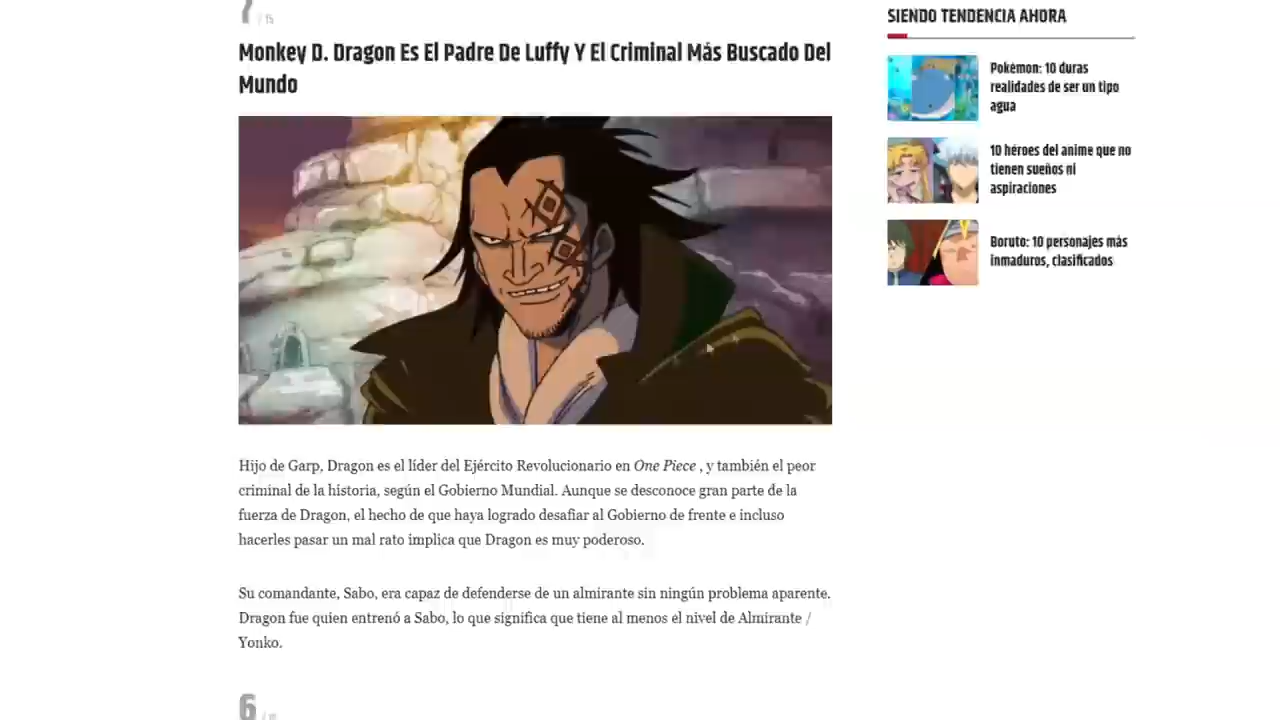 7 / 15
SIENDO TENDENCIA AHORA
Monkey D. Dragon Es El Padre De Luffy Y El Criminal Más Buscado Del
Mundo
Pokémon: 10 duras
realidades de ser un tipo
agua
10 héroes del anime que no
tienen sueños ni
aspiraciones
Boruto: 10 personajes más
inmaduros, clasificados
Hijo de Garp, Dragon es el líder del Ejército Revolucionario en One Piece , y también el peor
criminal de la historia, según el Gobierno Mundial. Aunque se desconoce gran parte de la
fuerza de Dragon, el hecho de que haya logrado desafiar al Gobierno de frente e incluso
hacerles pasar un mal rato implica que Dragon es muy poderoso.
Su comandante, Sabo, era capaz de defenderse de un almirante sin ningún problema aparente.
Dragon fue quien entrenó a Sabo, lo que significa que tiene al menos el nivel de Almirante /
Yonko.
6